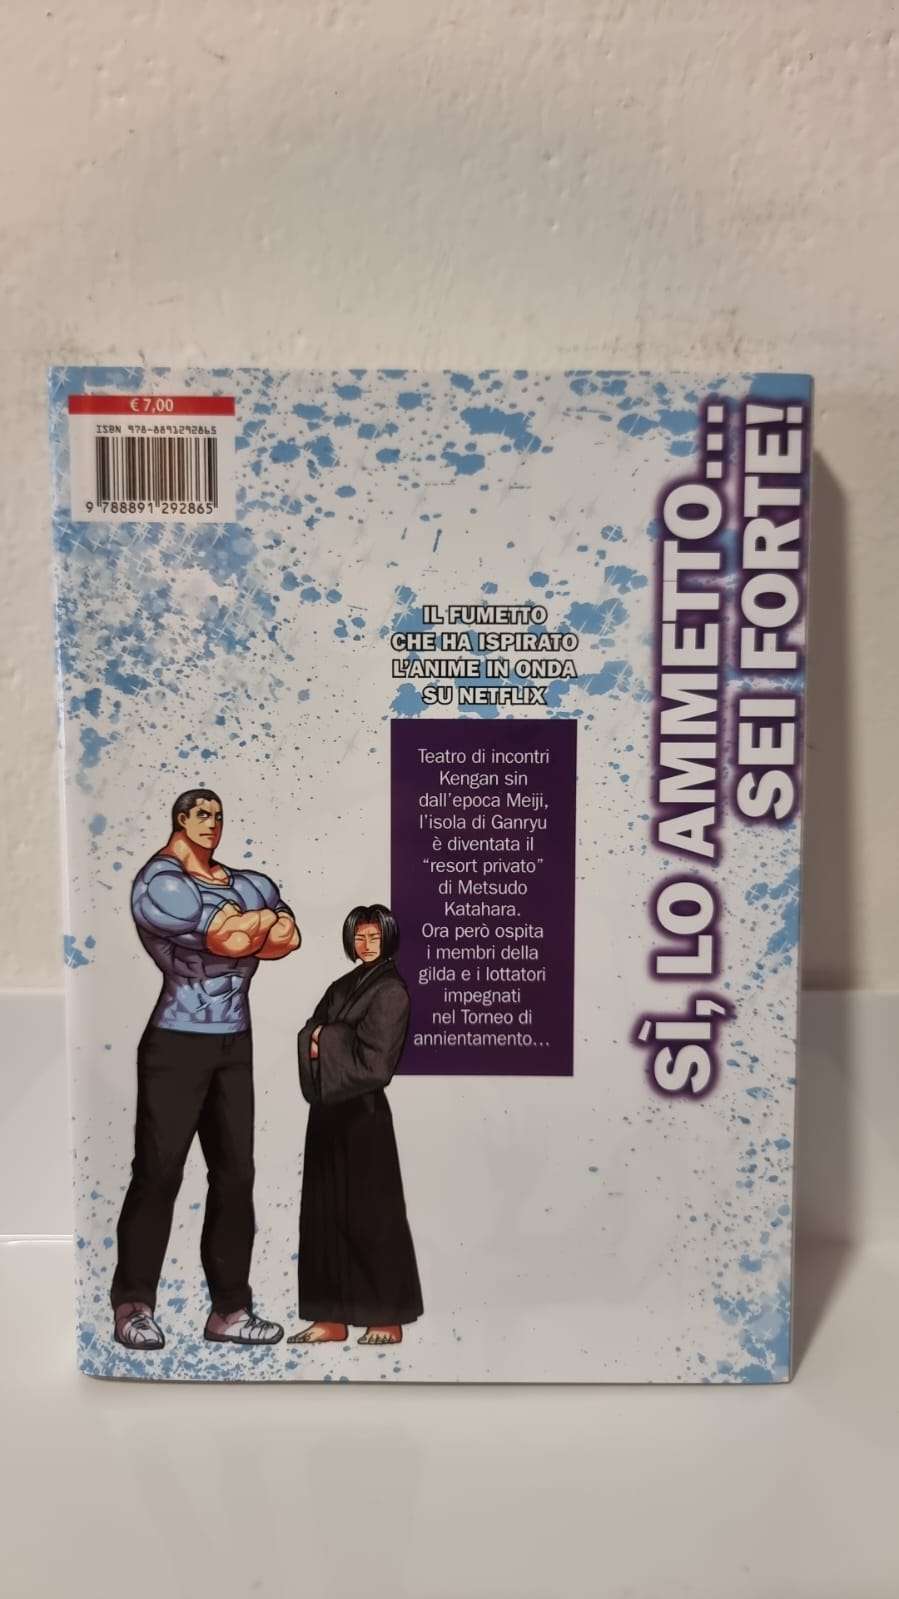 € 7,00
ISBN 978-8891292865
9 788891 292865
IL FUMETTO
CHE HA ISPIRATO
L'ANIME IN ONDA
SU NETFLIX
Teatro di incontri
Kengan sin
dall'epoca Meiji,
l'isola di Ganryu
è diventata il
“resort privato”
di Metsudo
Katahara.
Ora però ospita
i membri della
gilda e i lottatori
impegnati
nel Torneo di
annientamento...
SÌ, LO AMMETTO...
SEI FORTE!